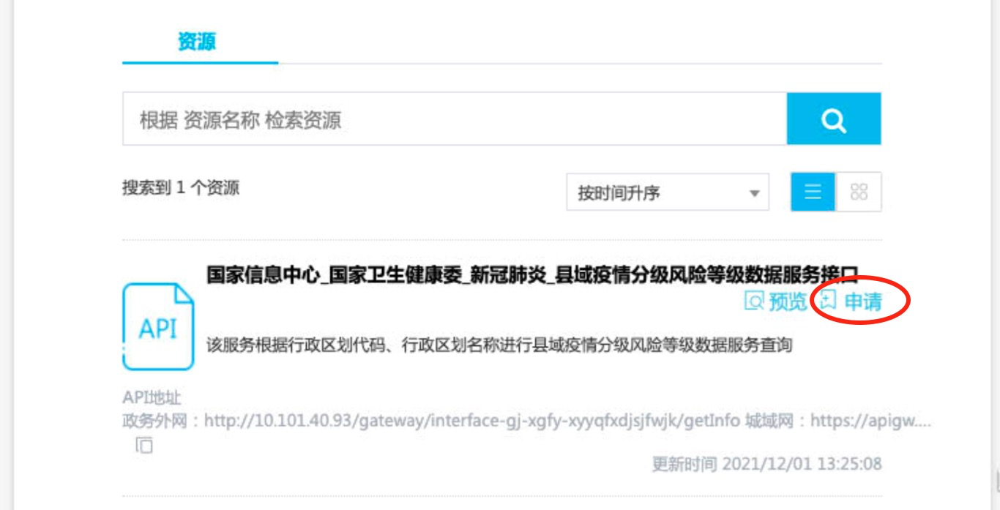 资源
根据 资源名称 检索资源
搜索到 1 个资源
按时间升序
国家信息中心_国家卫生健康委_新冠肺炎_县域疫情分级风险等级数据服务接口
预览 申请
API
该服务根据行政区划代码、行政区划名称进行县域疫情分级风险等级数据服务查询
API地址
政务外网：http://10.101.40.93/gateway/interface-gj-xgfy-xyyqfxdjsjfwjk/getInfo 城域网：https://apigw....
更新时间 2021/12/01 13:25:08